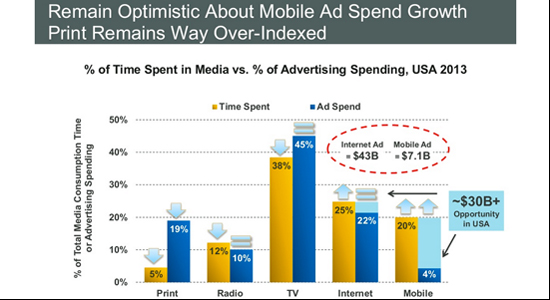 Remain Optimistic About Mobile Ad Spend Growth
Print Remains Way Over-Indexed
% of Time Spent in Media vs. % of Advertising Spending, USA 2013
Time Spent
Ad Spend
% of Total Media Consumption Time
or Advertising Spending
50%
40%
30%
20%
10%
0%
5%
19%
12%
10%
38%
45%
25%
22%
20%
4%
Internet Ad
= $43B
Mobile Ad
= $7.1B
~$30B+
Opportunity
in USA
Print
Radio
TV
Internet
Mobile